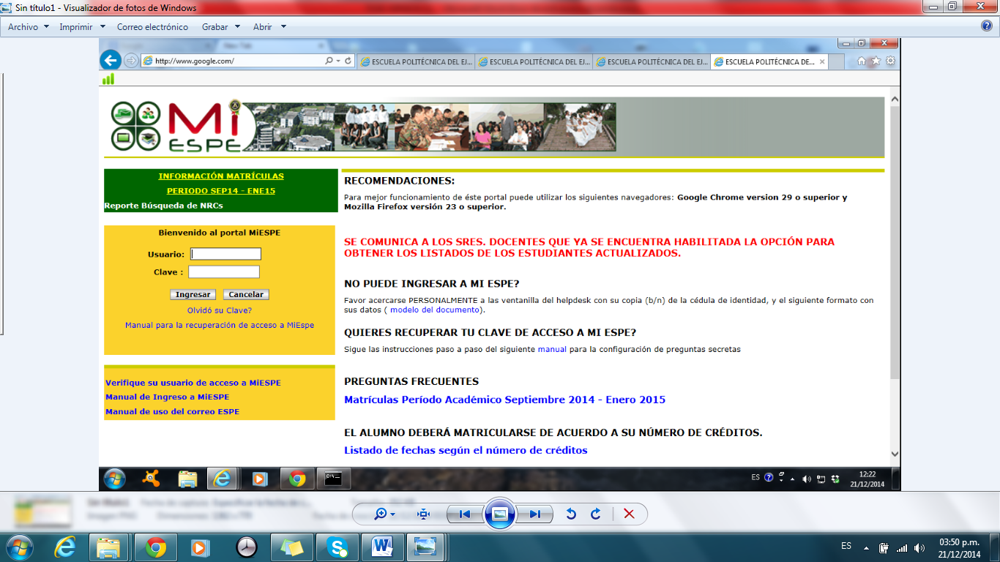 Sin título1 - Visualizador de fotos de Windows
Archivo Imprimir Correo electrónico Grabar Abrir
http://www.google.com/ ESCUELA POLITÉCNICA DEL EJ... ESCUELA POLITÉCNICA DEL EJ... ESCUELA POLITÉCNICA DEL EJ... ESCUELA POLITÉCNICA DE...
Mi
ESPE
INFORMACIÓN MATRÍCULAS
PERIODO SEP14 - ENE15
Reporte Búsqueda de NRCs
Bienvenido al portal MiESPE
Usuario:
Clave :
Ingresar Cancelar
Olvidó su Clave?
Manual para la recuperación de acceso a MiEspe
Verifique su usuario de acceso a MiESPE
Manual de Ingreso a MiESPE
Manual de uso del correo ESPE
RECOMENDACIONES:
Para mejor funcionamiento de éste portal puede utilizar los siguientes navegadores: Google Chrome version 29 o superior y
Mozilla Firefox versión 23 o superior.
SE COMUNICA A LOS SRES. DOCENTES QUE YA SE ENCUENTRA HABILITADA LA OPCIÓN PARA
OBTENER LOS LISTADOS DE LOS ESTUDIANTES ACTUALIZADOS.
NO PUEDE INGRESAR A MI ESPE?
Favor acercarse PERSONALMENTE a las ventanilla del helpdesk con su copia (b/n) de la cédula de identidad, y el siguiente formato con
sus datos ( modelo del documento).
QUIERES RECUPERAR TU CLAVE DE ACCESO A MI ESPE?
Sigue las instrucciones paso a paso del siguiente manual para la configuración de preguntas secretas
PREGUNTAS FRECUENTES
Matrículas Período Académico Septiembre 2014 - Enero 2015
EL ALUMNO DEBERÁ MATRICULARSE DE ACUERDO A SU NÚMERO DE CRÉDITOS.
Listado de fechas según el número de créditos
ES 12:22
21/12/2014
ES 03:50 p.m.
21/12/2014